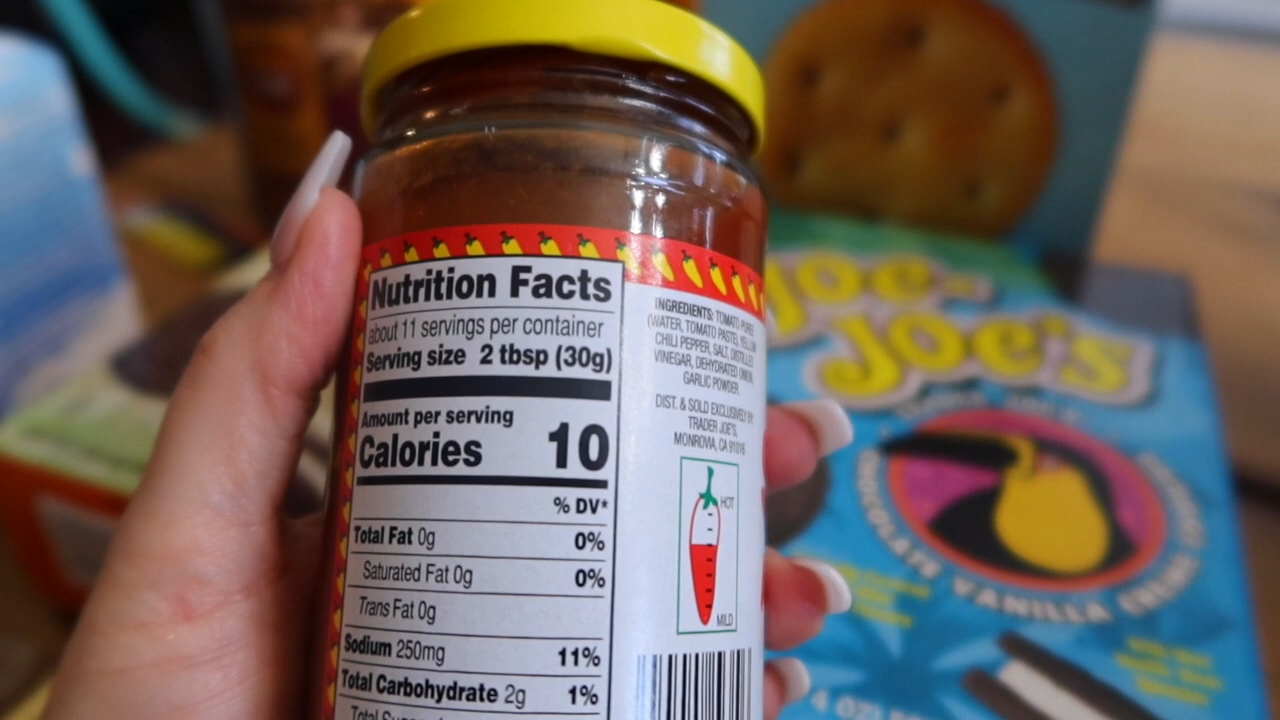 Nutrition Facts
about 11 servings per container
Serving size 2 tbsp (30g)
Amount per serving
Calories 10
% DV*
Total Fat 0g 0%
Saturated Fat 0g 0%
Trans Fat 0g
Sodium 250mg 11%
Total Carbohydrate 2g 1%
INGREDIENTS: TOMATO PUREE
(WATER, TOMATO PASTE), YELLOW
CHILI PEPPER, SALT, DISTILLED
VINEGAR, DEHYDRATED ONION,
GARLIC POWDER.
DIST. & SOLD EXCLUSIVELY BY:
TRADER JOE'S,
MONROVIA, CA 91016
HOT
MILD
JOE-
JOE'S
CHOCOLATE VANILLA CREME